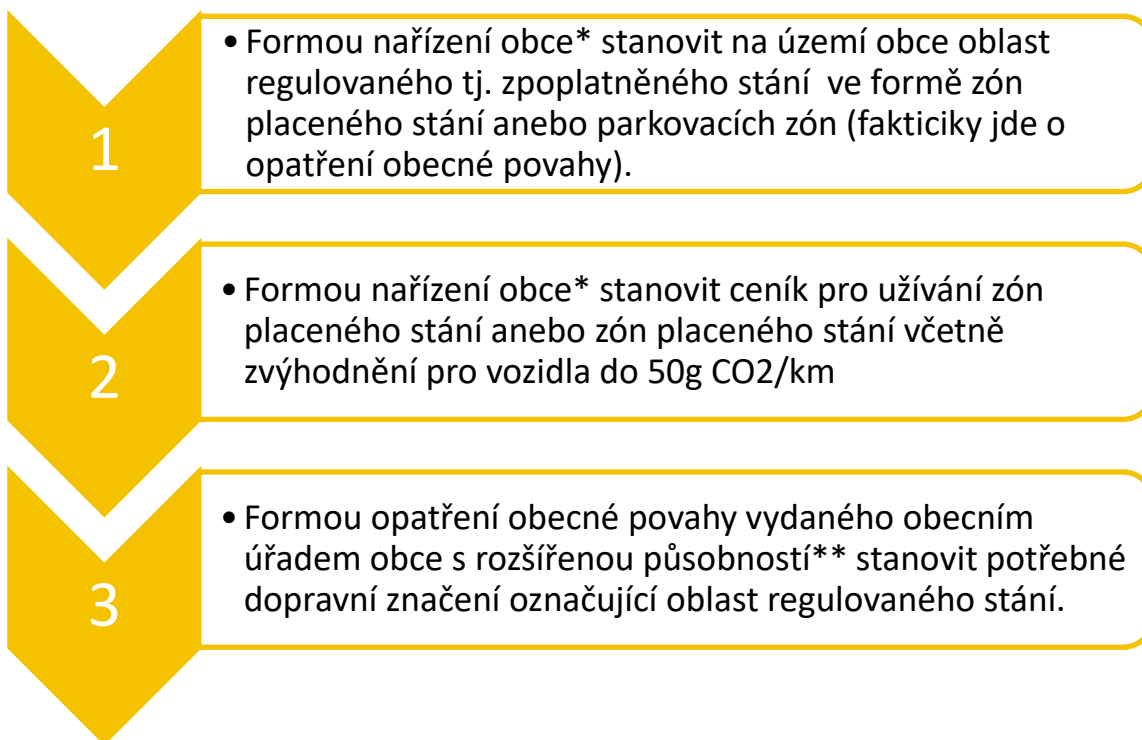 1
• Formou nařízení obce* stanovit na území obce oblast
regulovaného tj. zpoplatněného stání  ve formě zón
placeného stání anebo parkovacích zón (fakticiky jde o
opatření obecné povahy).
2
• Formou nařízení obce* stanovit ceník pro užívání zón
placeného stání anebo zón placeného stání včetně
zvýhodnění pro vozidla do 50g CO2/km
3
• Formou opatření obecné povahy vydaného obecním
úřadem obce s rozšířenou působností** stanovit potřebné
dopravní značení označující oblast regulovaného stání.